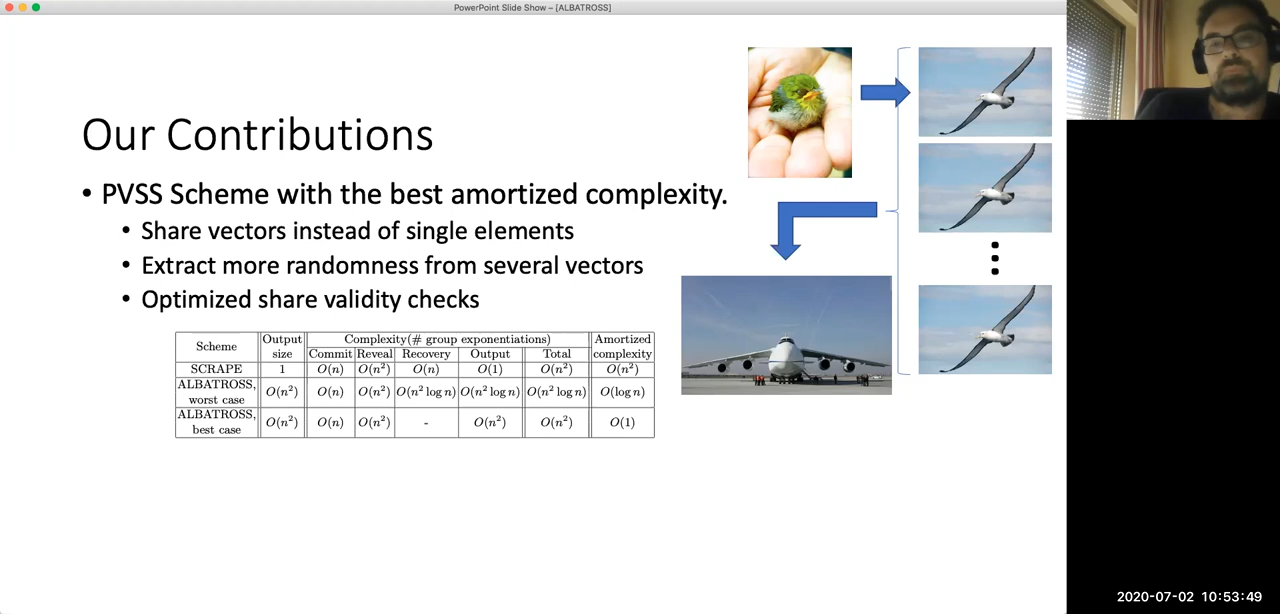 PowerPoint Slide Show – [ALBATROSS]
Our Contributions
• PVSS Scheme with the best amortized complexity.
• Share vectors instead of single elements
• Extract more randomness from several vectors
• Optimized share validity checks
Scheme Output size Complexity(# group exponentiations) Amortized complexity
Commit Reveal Recovery Output Total
SCRAPE 1 O(n) O(n²) O(n) O(1) O(n²) O(n²)
ALBATROSS, worst case O(n²) O(n) O(n²) O(n² log n) O(n² log n) O(n² log n) O(log n)
ALBATROSS, best case O(n²) O(n) O(n²) - O(n²) O(n²) O(1)
2020-07-02 10:53:49